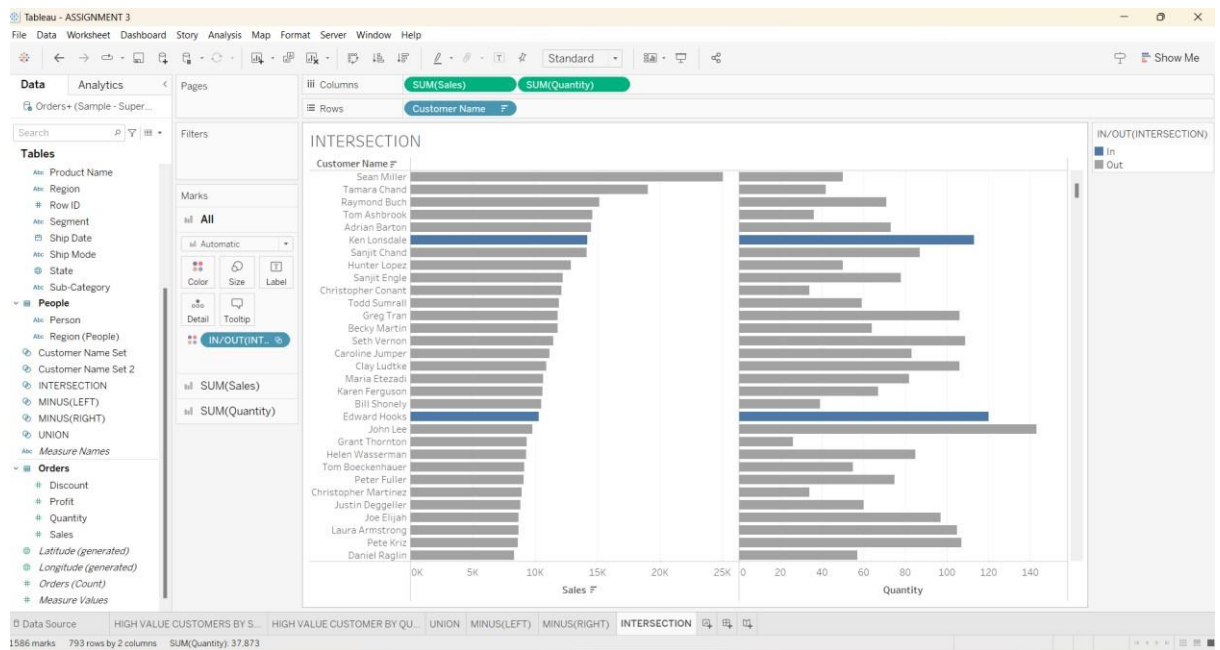 Tableau - ASSIGNMENT 3
File Data Worksheet Dashboard Story Analysis Map Format Server Window Help
Standard
Show Me
Data Analytics
Orders+ (Sample - Super...
Search
Tables
Abc Product Name
Abc Region
# Row ID
Abc Segment
Ship Date
Abc Ship Mode
State
Abc Sub-Category
People
Abc Person
Abc Region (People)
Customer Name Set
Customer Name Set 2
INTERSECTION
MINUS(LEFT)
MINUS(RIGHT)
UNION
Abc Measure Names
Orders
# Discount
# Profit
# Quantity
# Sales
Latitude (generated)
Longitude (generated)
# Orders (Count)
# Measure Values
Pages
Filters
Marks
All
Automatic
Color Size Label
Detail Tooltip
IN/OUT(INT..
SUM(Sales)
SUM(Quantity)
Columns SUM(Sales) SUM(Quantity)
Rows Customer Name
INTERSECTION
Customer Name
Sean Miller
Tamara Chand
Raymond Buch
Tom Ashbrook
Adrian Barton
Ken Lonsdale
Sanjit Chand
Hunter Lopez
Sanjit Engle
Christopher Conant
Todd Sumrall
Greg Tran
Becky Martin
Seth Vernon
Caroline Jumper
Clay Ludtke
Maria Etezadi
Karen Ferguson
Bill Shonely
Edward Hooks
John Lee
Grant Thornton
Helen Wasserman
Tom Boeckenhauer
Peter Fuller
Christopher Martinez
Justin Deggeller
Joe Elijah
Laura Armstrong
Pete Kriz
Daniel Raglin
0K 5K 10K 15K 20K 25K 0 20 40 60 80 100 120 140
Sales Quantity
IN/OUT(INTERSECTION)
In
Out
Data Source HIGH VALUE CUSTOMERS BY S... HIGH VALUE CUSTOMER BY QU... UNION MINUS(LEFT) MINUS(RIGHT) INTERSECTION
1586 marks 793 rows by 2 columns SUM(Quantity): 37,873